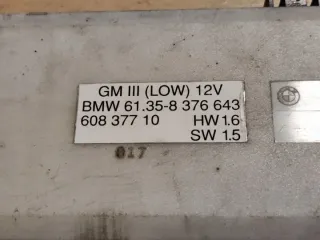 GM III (LOW) 12V
BMW 61.35-8 376 643
608 377 10 HW 1.6
SW 1.5
017